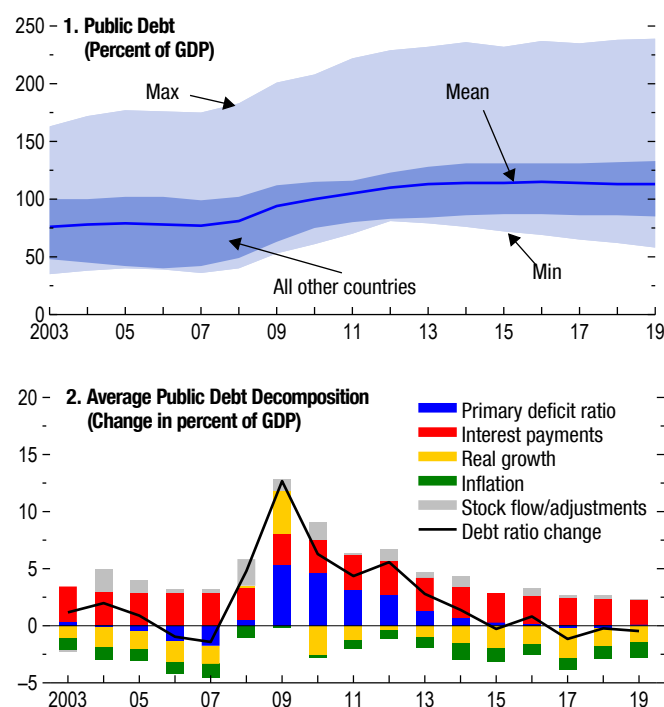 1. Public Debt
(Percent of GDP)
250
200
150
100
50
0
Max
Mean
All other countries
Min
2003 05 07 09 11 13 15 17 19
2. Average Public Debt Decomposition
(Change in percent of GDP)
20
15
10
5
0
–5
Primary deficit ratio
Interest payments
Real growth
Inflation
Stock flow/adjustments
Debt ratio change
2003 05 07 09 11 13 15 17 19